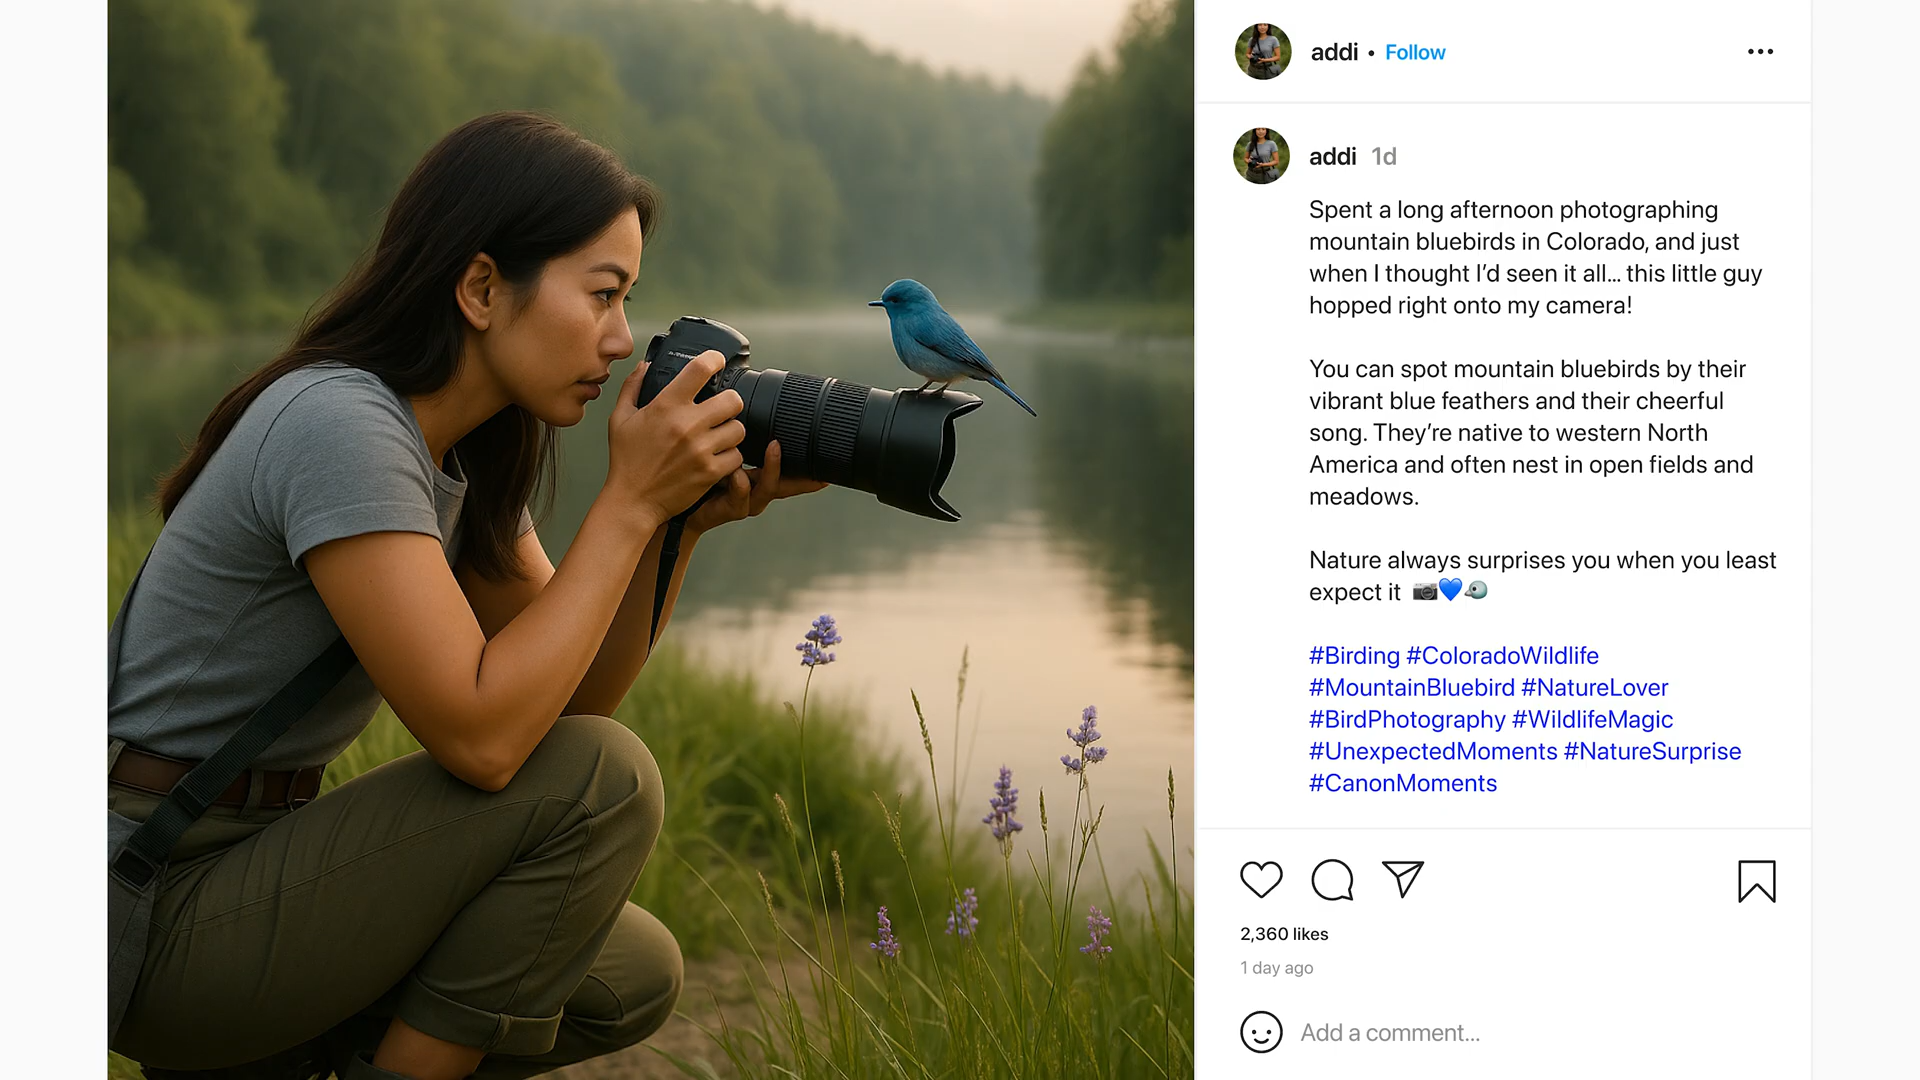 addi • Follow
addi 1d
Spent a long afternoon photographing
mountain bluebirds in Colorado, and just
when I thought I'd seen it all... this little guy
hopped right onto my camera!
You can spot mountain bluebirds by their
vibrant blue feathers and their cheerful
song. They're native to western North
America and often nest in open fields and
meadows.
Nature always surprises you when you least
expect it 📷💙🐦
#Birding #ColoradoWildlife
#MountainBluebird #NatureLover
#BirdPhotography #WildlifeMagic
#UnexpectedMoments #NatureSurprise
#CanonMoments
2,360 likes
1 day ago
Add a comment...